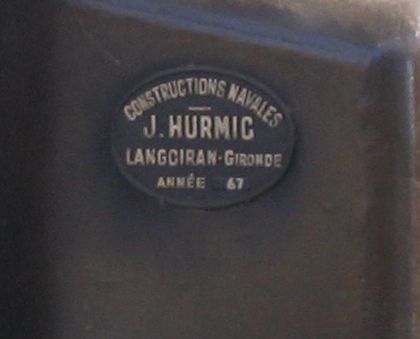 CONSTRUCTIONS NAVALES
J. HURMIC
LANGOIRAN-GIRONDE
ANNÉE 67